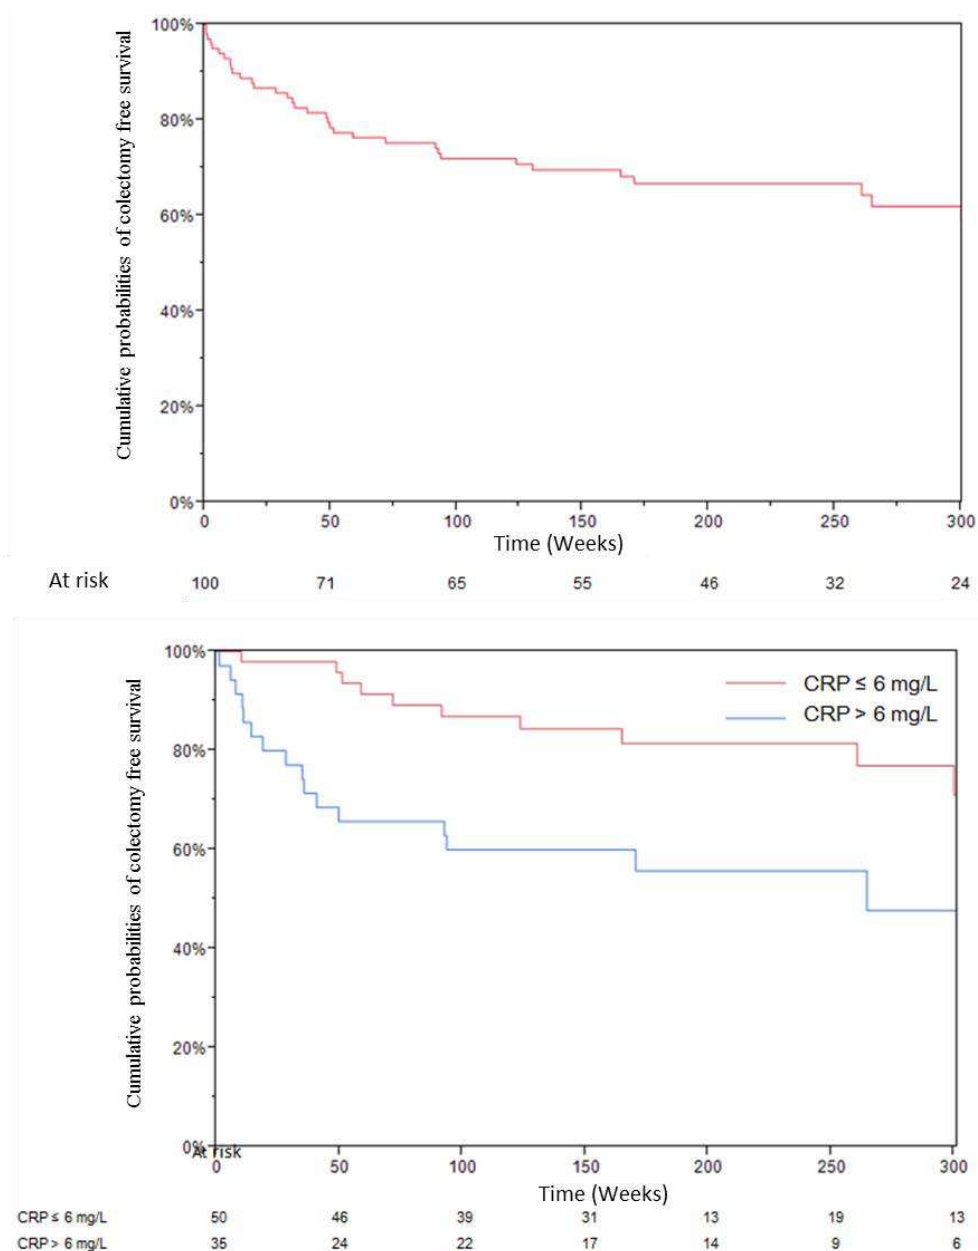 Cumulative probabilities of colectomy free survival
100%
80%
60%
40%
20%
0%
0 50 100 150 200 250 300
Time (Weeks)
At risk 100 71 65 55 46 32 24
Cumulative probabilities of colectomy free survival
100%
80%
60%
40%
20%
0%
CRP ≤ 6 mg/L
CRP > 6 mg/L
At risk
0 50 100 150 200 250 300
Time (Weeks)
CRP ≤ 6 mg/L 50 46 39 31 13 19 13
CRP > 6 mg/L 35 24 22 17 14 9 6